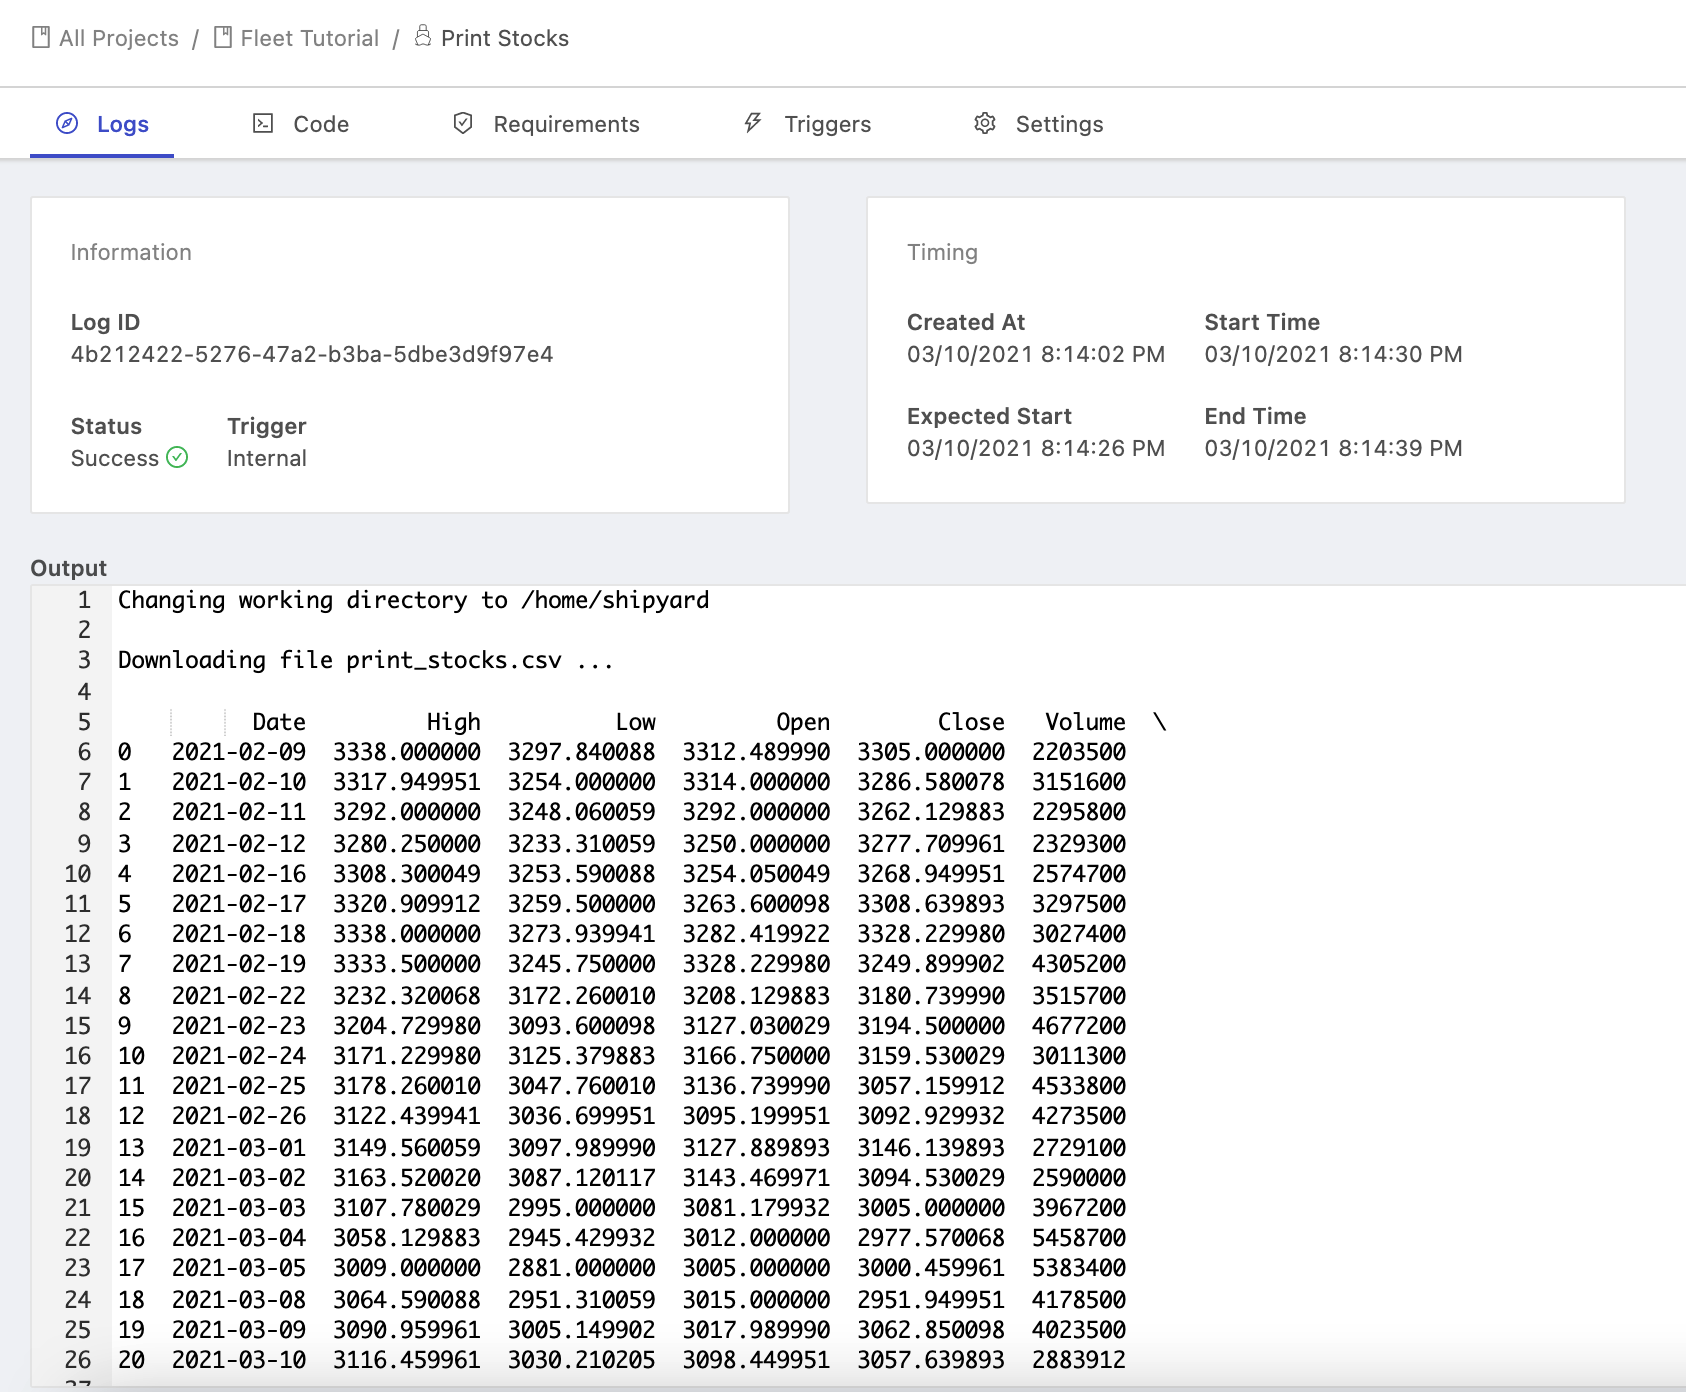 All Projects / Fleet Tutorial / Print Stocks
Logs Code Requirements Triggers Settings
Information
Log ID
4b212422-5276-47a2-b3ba-5dbe3d9f97e4
Status Trigger
Success Internal
Timing
Created At Start Time
03/10/2021 8:14:02 PM 03/10/2021 8:14:30 PM
Expected Start End Time
03/10/2021 8:14:26 PM 03/10/2021 8:14:39 PM
Output
1 Changing working directory to /home/shipyard
2
3 Downloading file print_stocks.csv ...
4
5 Date High Low Open Close Volume \
6 0 2021-02-09 3338.000000 3297.840088 3312.489990 3305.000000 2203500
7 1 2021-02-10 3317.949951 3254.000000 3314.000000 3286.580078 3151600
8 2 2021-02-11 3292.000000 3248.060059 3292.000000 3262.129883 2295800
9 3 2021-02-12 3280.250000 3233.310059 3250.000000 3277.709961 2329300
10 4 2021-02-16 3308.300049 3253.590088 3254.050049 3268.949951 2574700
11 5 2021-02-17 3320.909912 3259.500000 3263.600098 3308.639893 3297500
12 6 2021-02-18 3338.000000 3273.939941 3282.419922 3328.229980 3027400
13 7 2021-02-19 3333.500000 3245.750000 3328.229980 3249.899902 4305200
14 8 2021-02-22 3232.320068 3172.260010 3208.129883 3180.739990 3515700
15 9 2021-02-23 3204.729980 3093.600098 3127.030029 3194.500000 4677200
16 10 2021-02-24 3171.229980 3125.379883 3166.750000 3159.530029 3011300
17 11 2021-02-25 3178.260010 3047.760010 3136.739990 3057.159912 4533800
18 12 2021-02-26 3122.439941 3036.699951 3095.199951 3092.929932 4273500
19 13 2021-03-01 3149.560059 3097.989990 3127.889893 3146.139893 2729100
20 14 2021-03-02 3163.520020 3087.120117 3143.469971 3094.530029 2590000
21 15 2021-03-03 3107.780029 2995.000000 3081.179932 3005.000000 3967200
22 16 2021-03-04 3058.129883 2945.429932 3012.000000 2977.570068 5458700
23 17 2021-03-05 3009.000000 2881.000000 3005.000000 3000.459961 5383400
24 18 2021-03-08 3064.590088 2951.310059 3015.000000 2951.949951 4178500
25 19 2021-03-09 3090.959961 3005.149902 3017.989990 3062.850098 4023500
26 20 2021-03-10 3116.459961 3030.210205 3098.449951 3057.639893 2883912